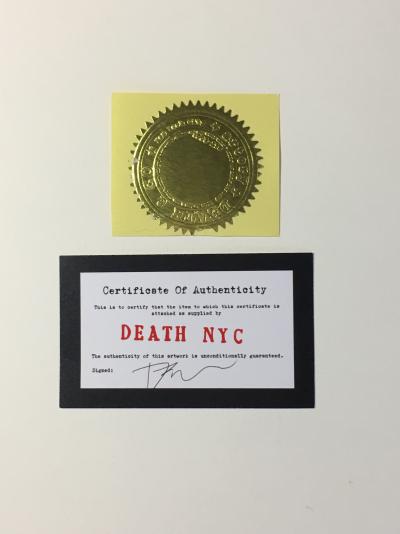 Certificate Of Authenticity
This is to certify that the item to which this certificate is
attached as supplied by
DEATH NYC
The authenticity of this artwork is unconditionally guaranteed.
Signed: